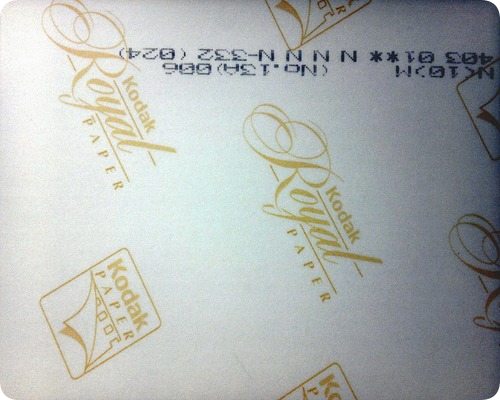 N<10>M (No.13A)006
403 01** N N N N-332 (024)
Kodak
Royal
PAPER
Kodak
Royal
PAPER
Kodak
PAPER